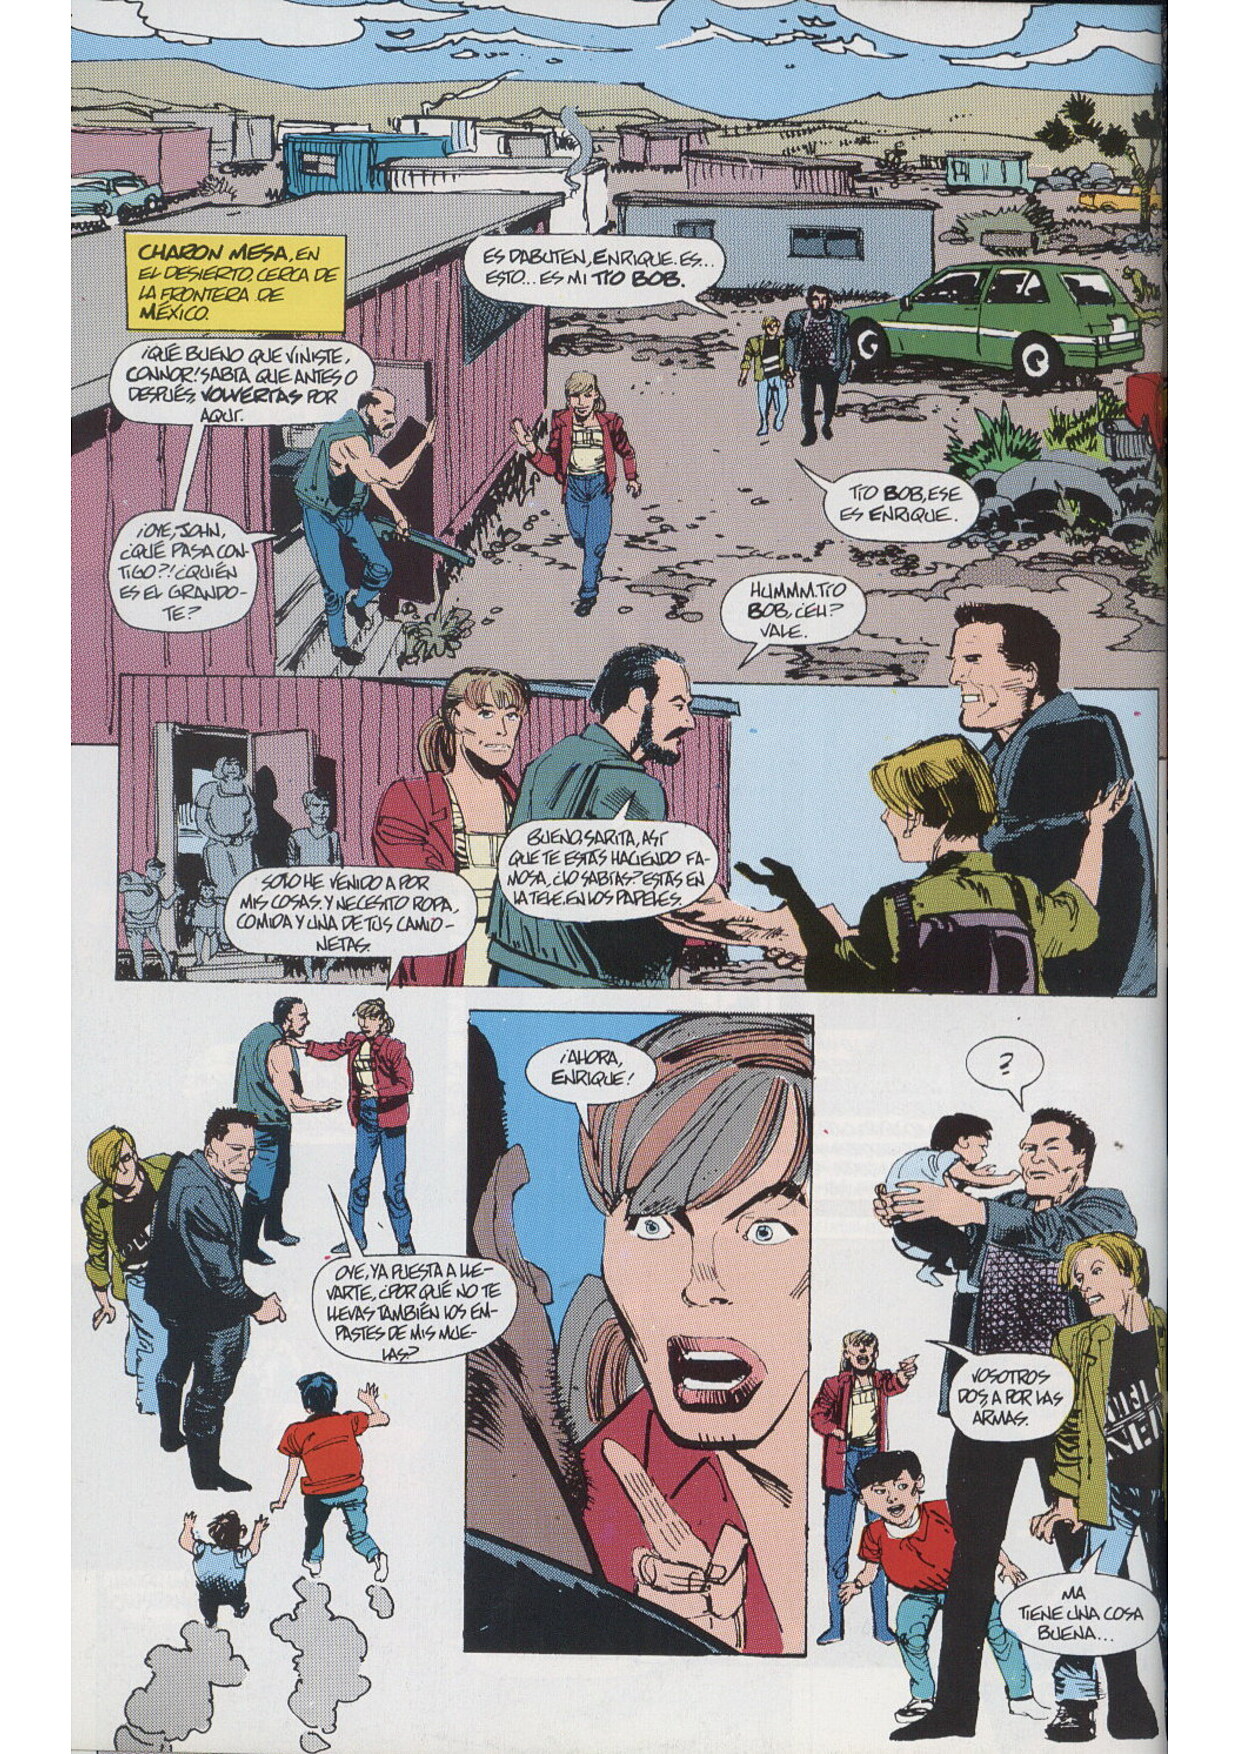 CHARON MESA, EN
EL DESIERTO, CERCA DE
LA FRONTERA DE
MÉXICO.
¡QUÉ BUENO QUE VINISTE,
CONNOR! SABÍA QUE ANTES O
DESPUÉS VOLVERÍAS POR
AQUÍ.
ES DABUTEN, ENRIQUE. ES...
ESTO... ES MI TÍO BOB.
¡OYE, JOHN,
¿QUÉ PASA CON-
TIGO?! ¿QUIÉN
ES EL GRANDO-
TE?
TÍO BOB, ESE
ES ENRIQUE.
HUMMM. TÍO
BOB, ¿EH?
VALE.
BUENO, SARITA, ASÍ
QUE TE ESTÁS HACIENDO FA-
MOSA, ¿LO SABÍAS? ESTÁS EN
LA TELE. EN LOS PAPELES.
SOLO HE VENIDO A POR
MIS COSAS. Y NECESITO ROPA,
COMIDA Y UNA DE TUS CAMIO-
NETAS.
OYE, YA PUESTA A LLE-
VARTE, ¿POR QUÉ NO TE
LLEVAS TAMBIÉN LOS EM-
PASTES DE MIS MUE-
LAS?
¡AHORA,
ENRIQUE!
?
VOSOTROS
DOS, A POR LAS
ARMAS.
MA
TIENE UNA COSA
BUENA...